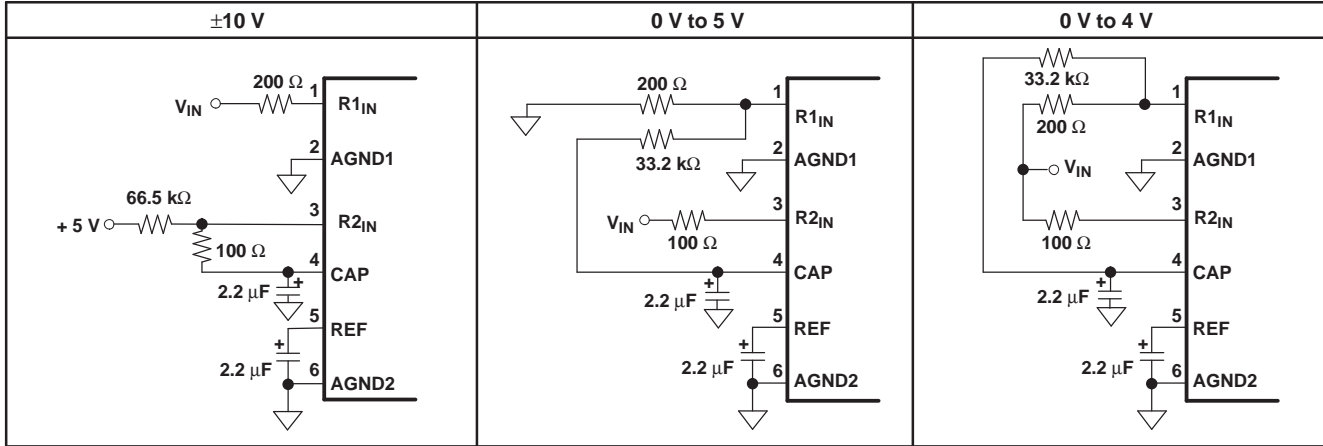 ±10 V
200 Ω
V_IN
1
R1_IN
2
AGND1
66.5 kΩ
+ 5 V
3
R2_IN
100 Ω
4
CAP
+
2.2 μF
5
REF
+
2.2 μF
6
AGND2
0 V to 5 V
200 Ω
1
R1_IN
33.2 kΩ
2
AGND1
V_IN
3
R2_IN
100 Ω
4
CAP
+
2.2 μF
5
REF
+
2.2 μF
6
AGND2
0 V to 4 V
33.2 kΩ
1
R1_IN
200 Ω
2
AGND1
V_IN
3
R2_IN
100 Ω
4
CAP
+
2.2 μF
5
REF
+
2.2 μF
6
AGND2